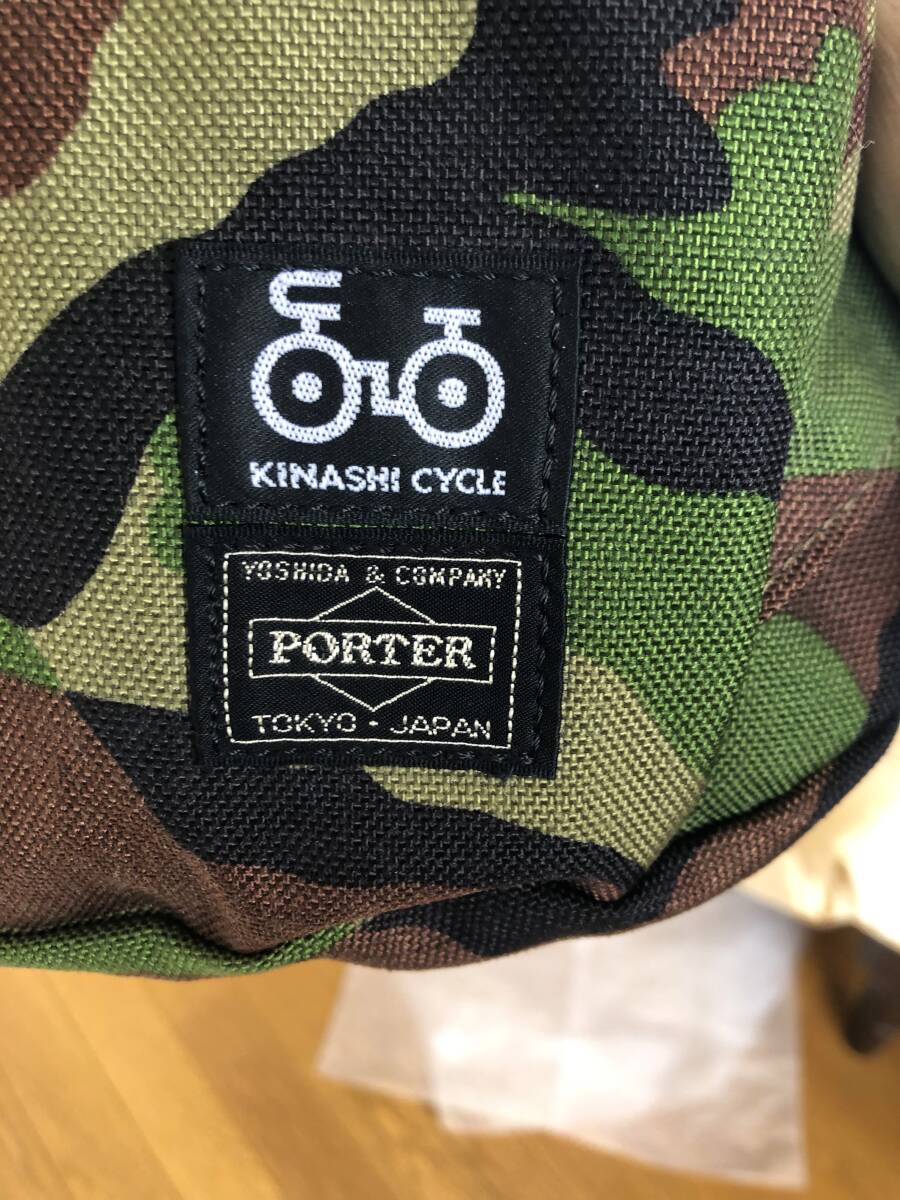 KINASHI CYCLE
YOSHIDA & COMPANY
PORTER
TOKYO - JAPAN